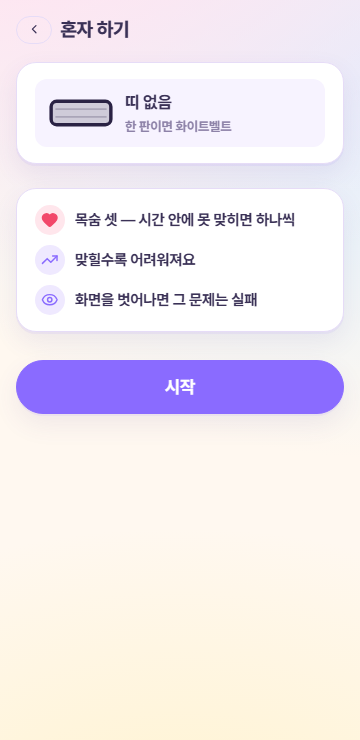 혼자 하기
띠 없음
한 판이면 화이트벨트
목숨 셋 — 시간 안에 못 맞히면 하나씩
맞힐수록 어려워져요
화면을 벗어나면 그 문제는 실패
시작